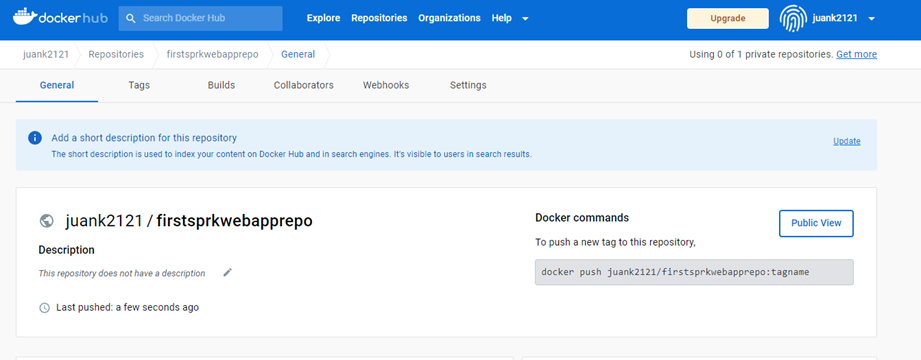 dockerhub Search Docker Hub Explore Repositories Organizations Help Upgrade juank2121
juank2121 Repositories firstsprkwebapprepo General Using 0 of 1 private repositories. Get more
General Tags Builds Collaborators Webhooks Settings
Add a short description for this repository
The short description is used to index your content on Docker Hub and in search engines. It's visible to users in search results. Update
juank2121 / firstsprkwebapprepo Docker commands Public View
To push a new tag to this repository,
Description
This repository does not have a description docker push juank2121/firstsprkwebapprepo:tagname
Last pushed: a few seconds ago